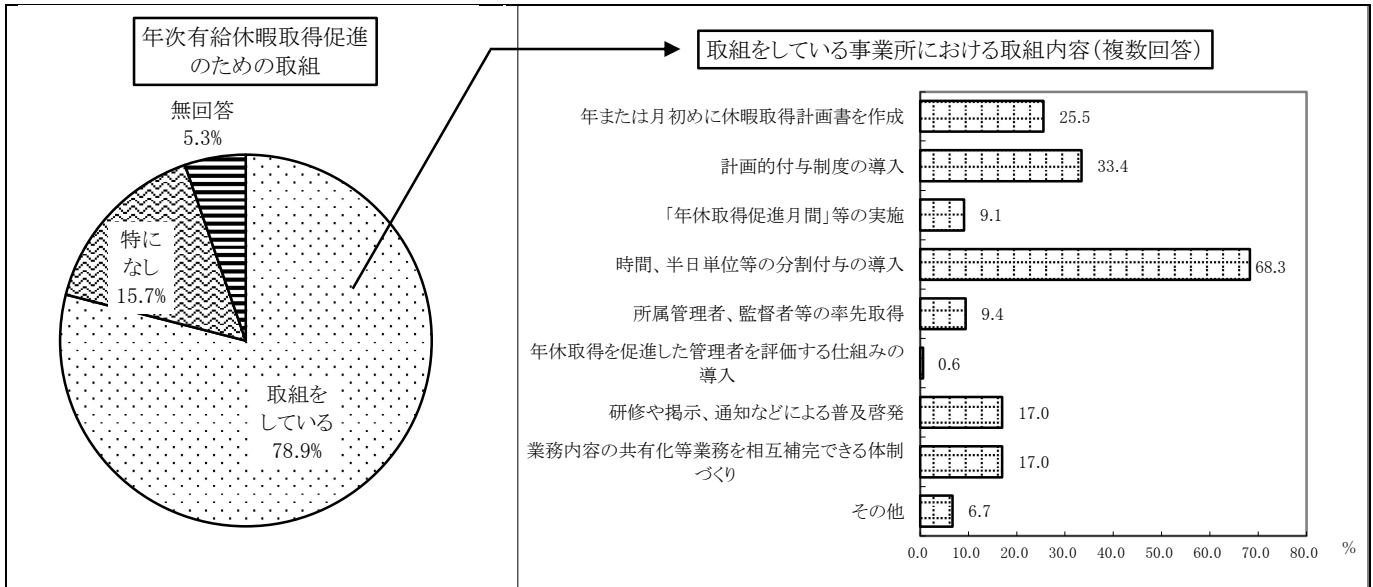 年次有給休暇取得促進
のための取組
無回答
5.3%
特に
なし
15.7%
取組を
している
78.9%
取組をしている事業所における取組内容(複数回答)
年または月初めに休暇取得計画書を作成
25.5
計画的付与制度の導入
33.4
「年休取得促進月間」等の実施
9.1
時間、半日単位等の分割付与の導入
68.3
所属管理者、監督者等の率先取得
9.4
年休取得を促進した管理者を評価する仕組みの
導入
0.6
研修や掲示、通知などによる普及啓発
17.0
業務内容の共有化等業務を相互補完できる体制
づくり
17.0
その他
6.7
0.0 10.0 20.0 30.0 40.0 50.0 60.0 70.0 80.0 %